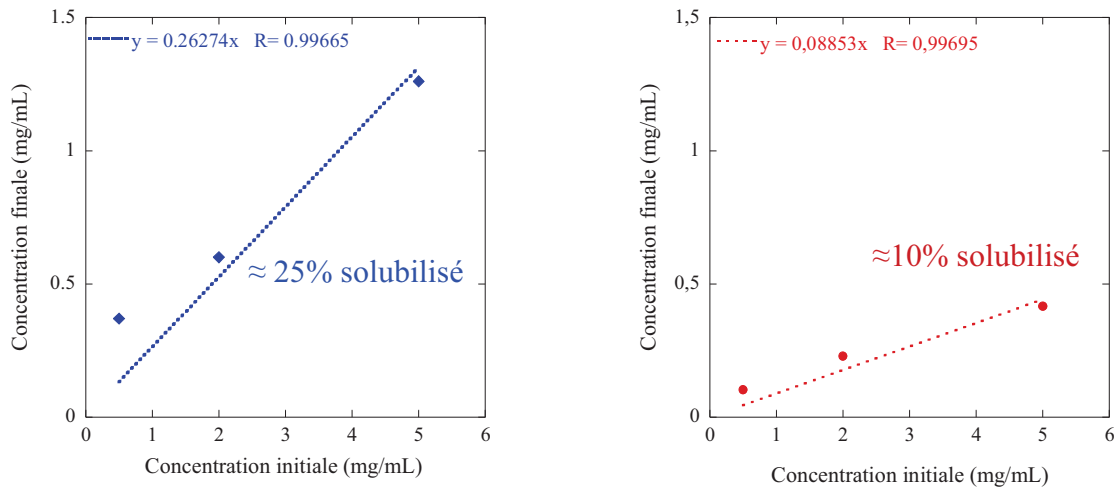 1,5
y = 0.26274x R= 0.99665
Concentration finale (mg/mL)
1
≈ 25% solubilisé
0,5
0
0 1 2 3 4 5 6
Concentration initiale (mg/mL)
1,5
y = 0,08853x R= 0,99695
Concentration finale (mg/mL)
1
≈10% solubilisé
0,5
0
0 1 2 3 4 5 6
Concentration initiale (mg/mL)